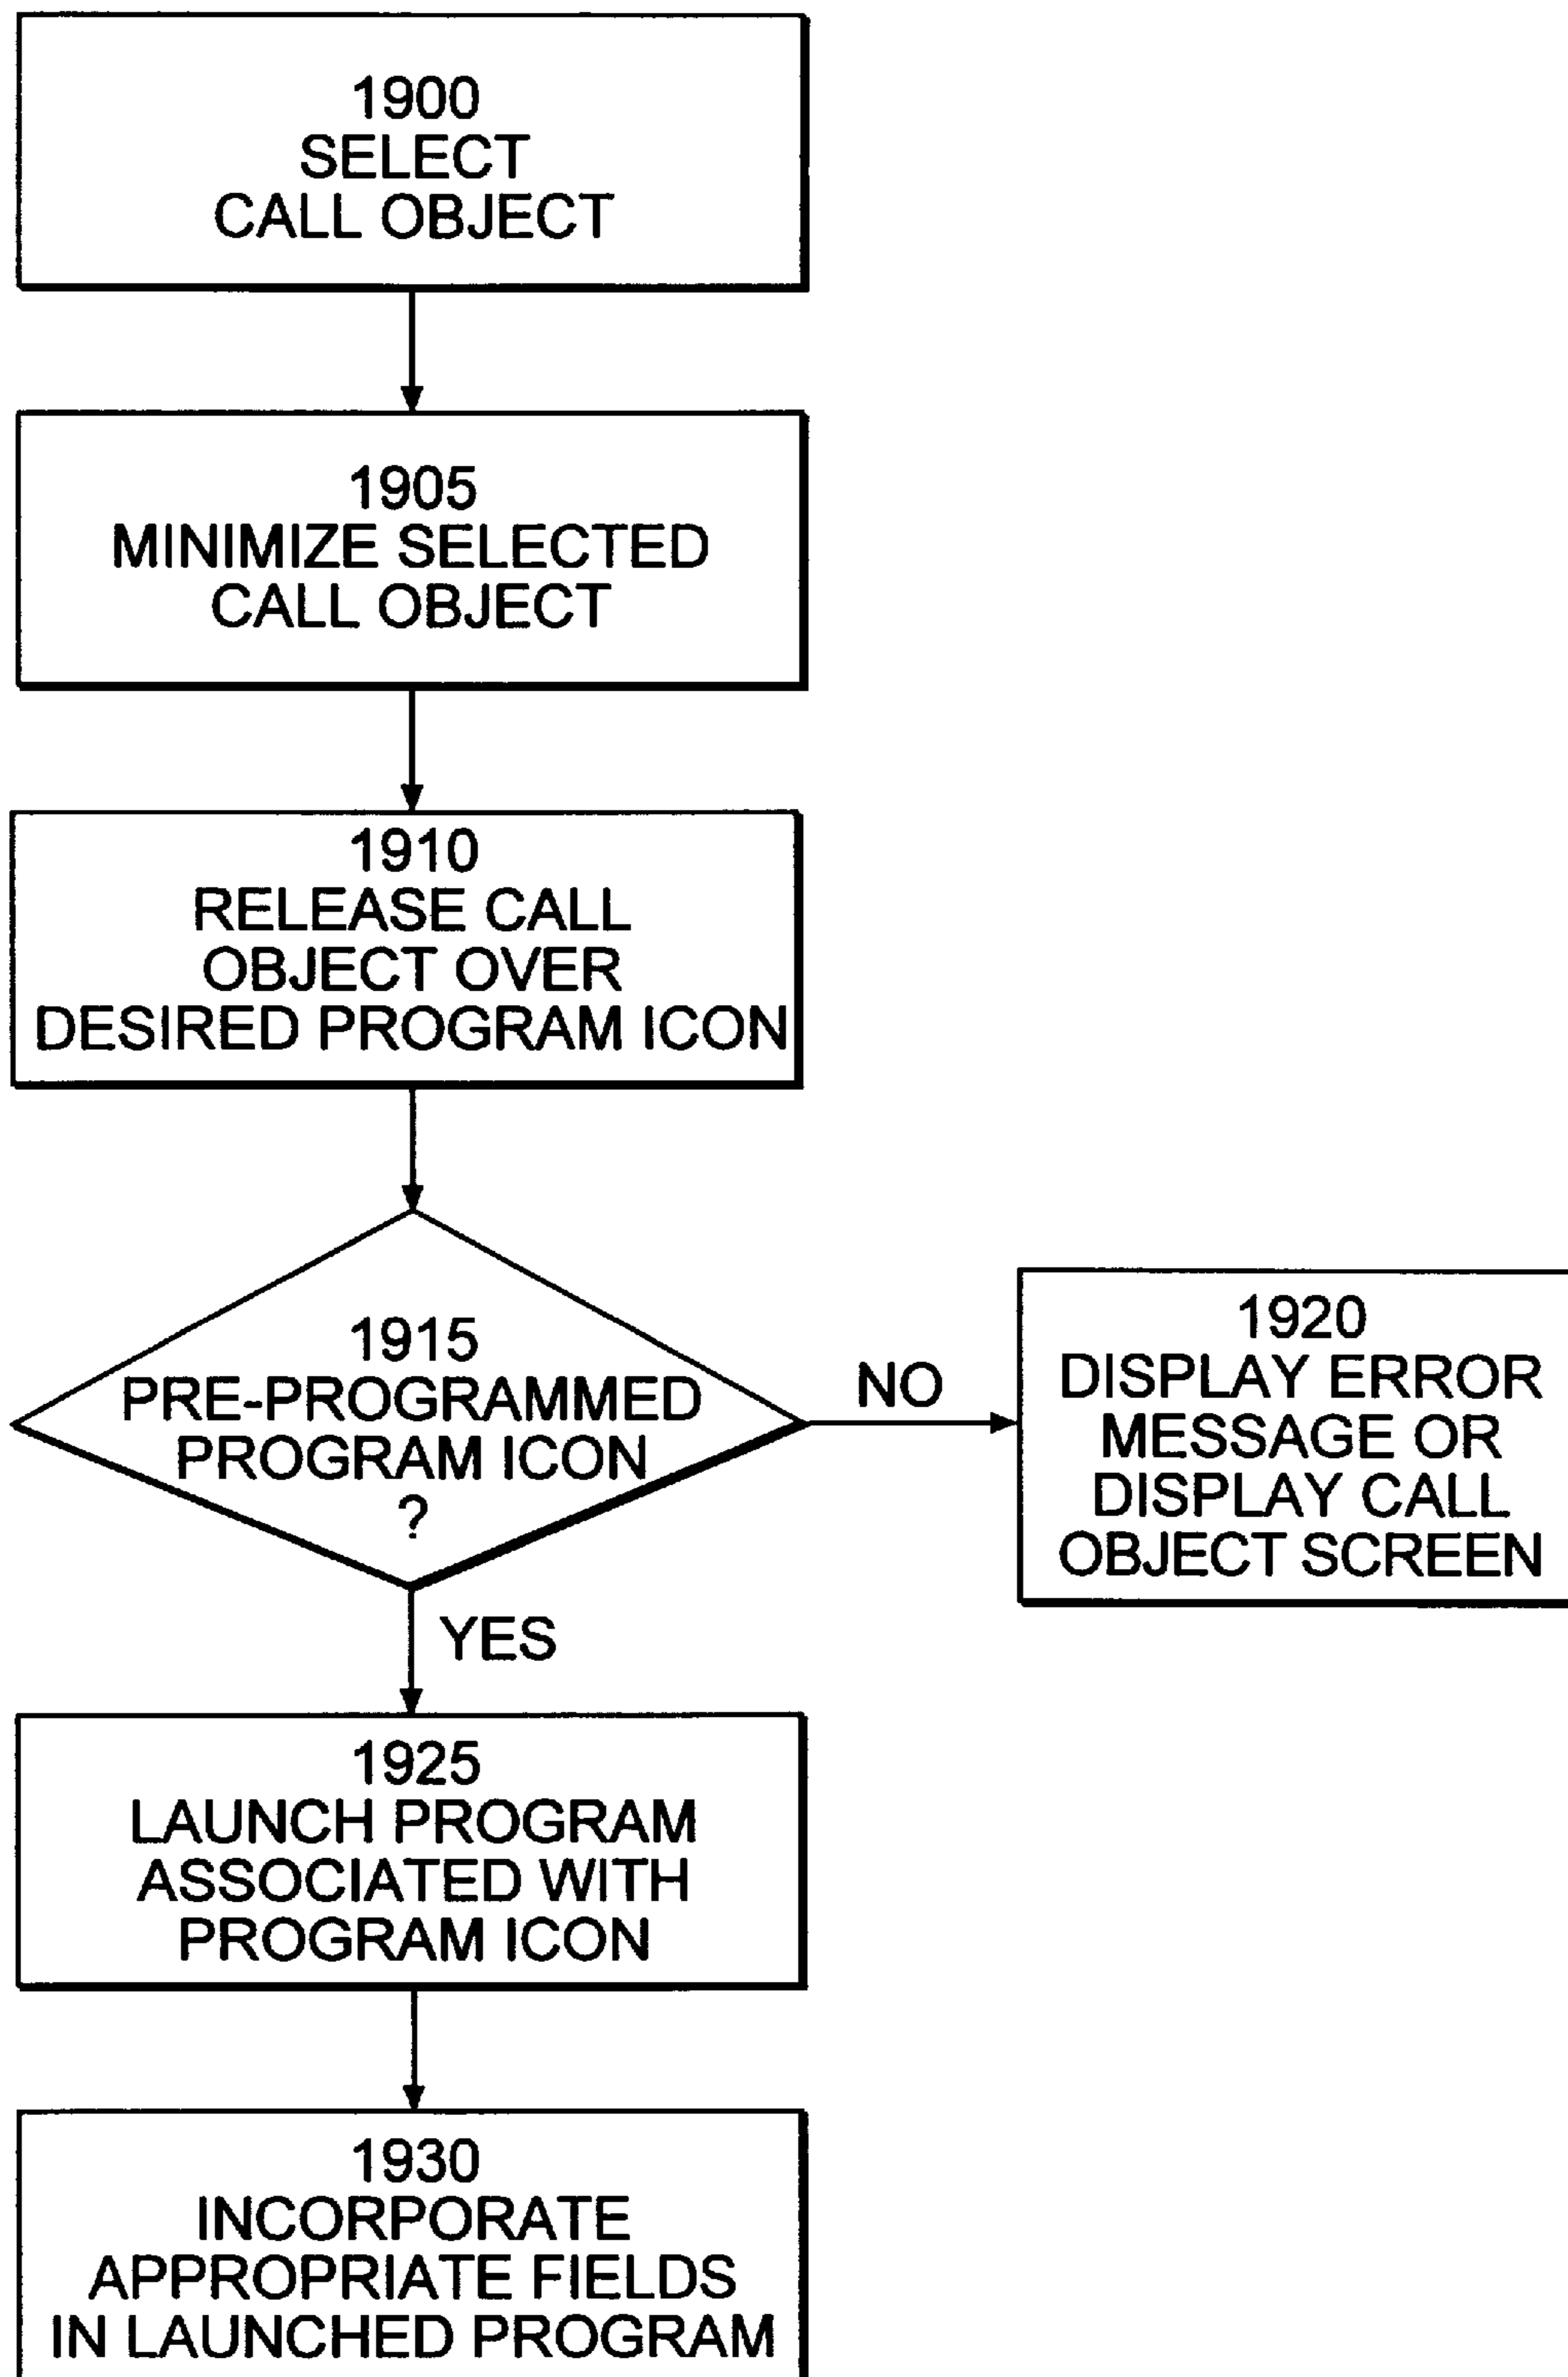 1900
SELECT
CALL OBJECT
1905
MINIMIZE SELECTED
CALL OBJECT
1910
RELEASE CALL
OBJECT OVER
DESIRED PROGRAM ICON
1915
PRE-PROGRAMMED
PROGRAM ICON
?
NO
1920
DISPLAY ERROR
MESSAGE OR
DISPLAY CALL
OBJECT SCREEN
YES
1925
LAUNCH PROGRAM
ASSOCIATED WITH
PROGRAM ICON
1930
INCORPORATE
APPROPRIATE FIELDS
IN LAUNCHED PROGRAM